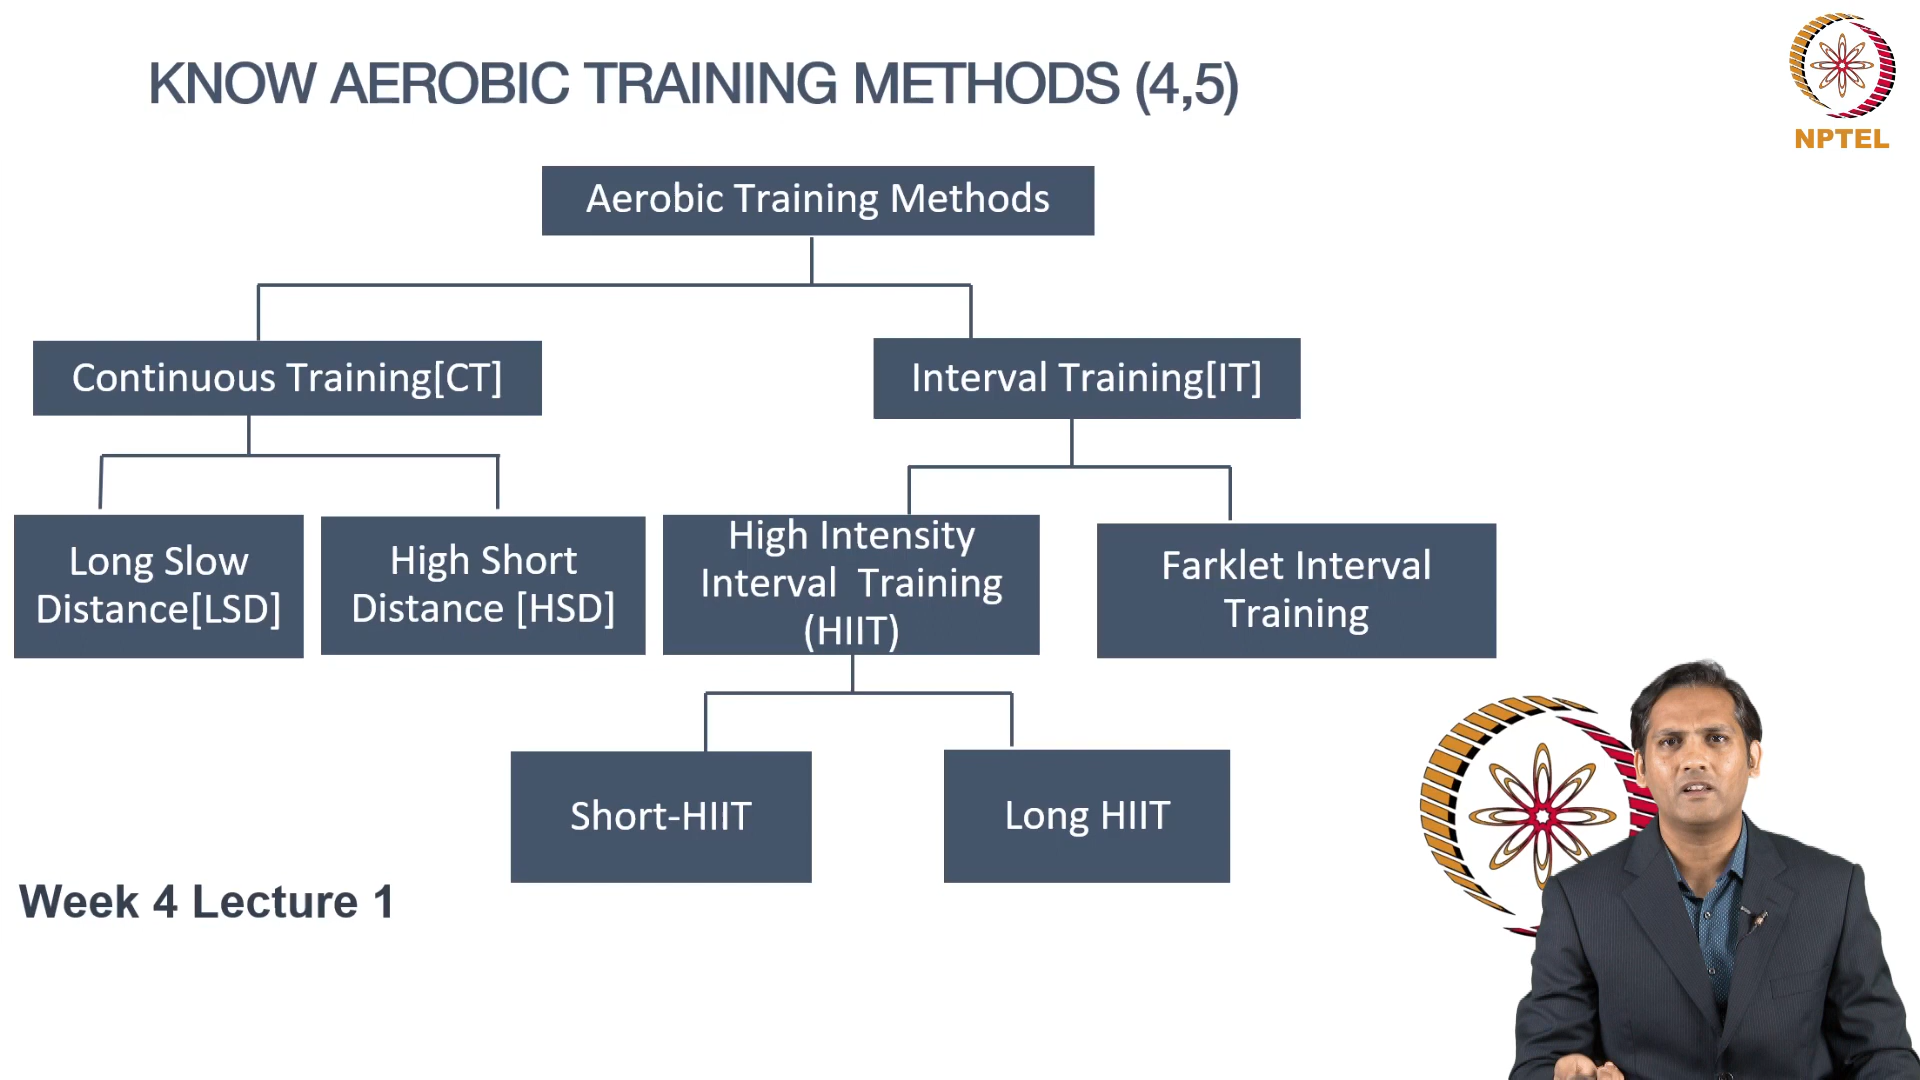 KNOW AEROBIC TRAINING METHODS (4,5)
NPTEL
Aerobic Training Methods
Continuous Training[CT]
Interval Training[IT]
Long Slow
Distance[LSD]
High Short
Distance [HSD]
High Intensity
Interval Training
(HIIT)
Farklet Interval
Training
Short-HIIT
Long HIIT
Week 4 Lecture 1